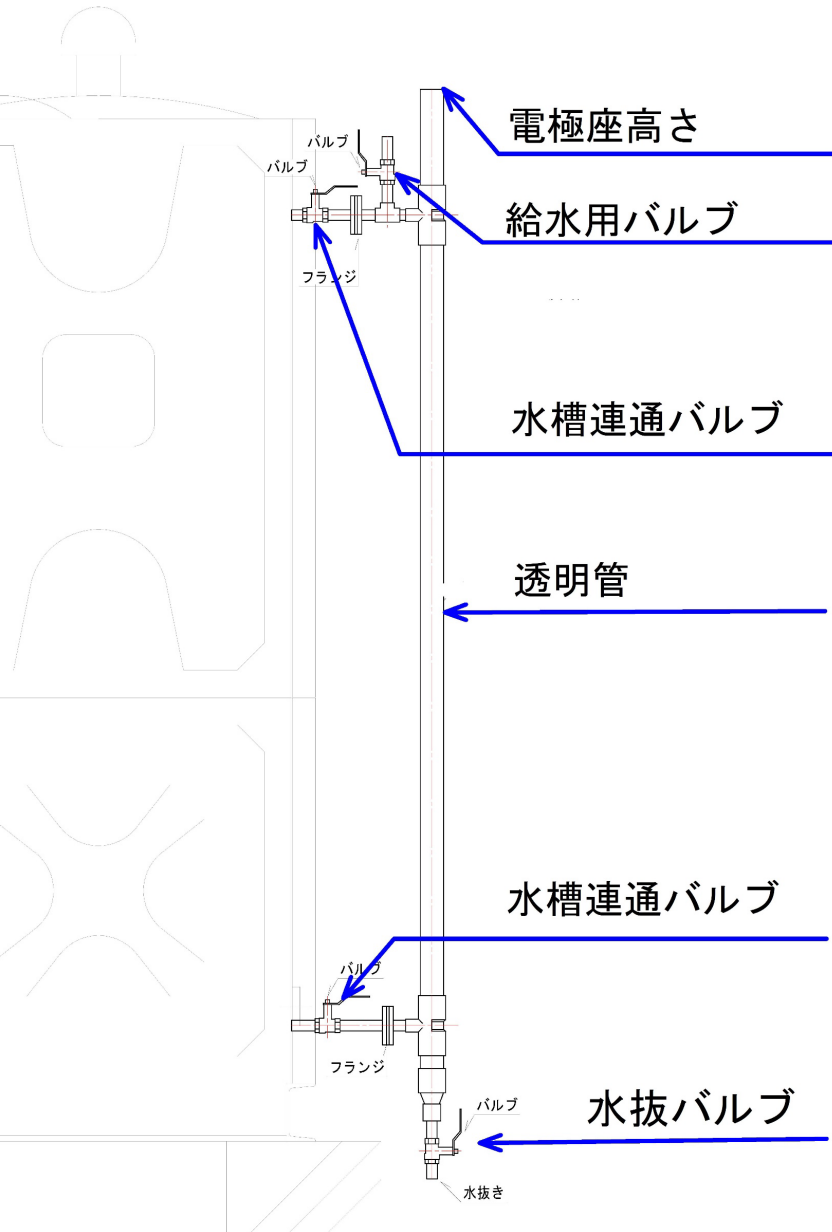 電極座高さ
バルブ
バルブ
給水用バルブ
フランジ
水槽連通バルブ
透明管
水槽連通バルブ
バルブ
フランジ
バルブ
水抜バルブ
水抜き